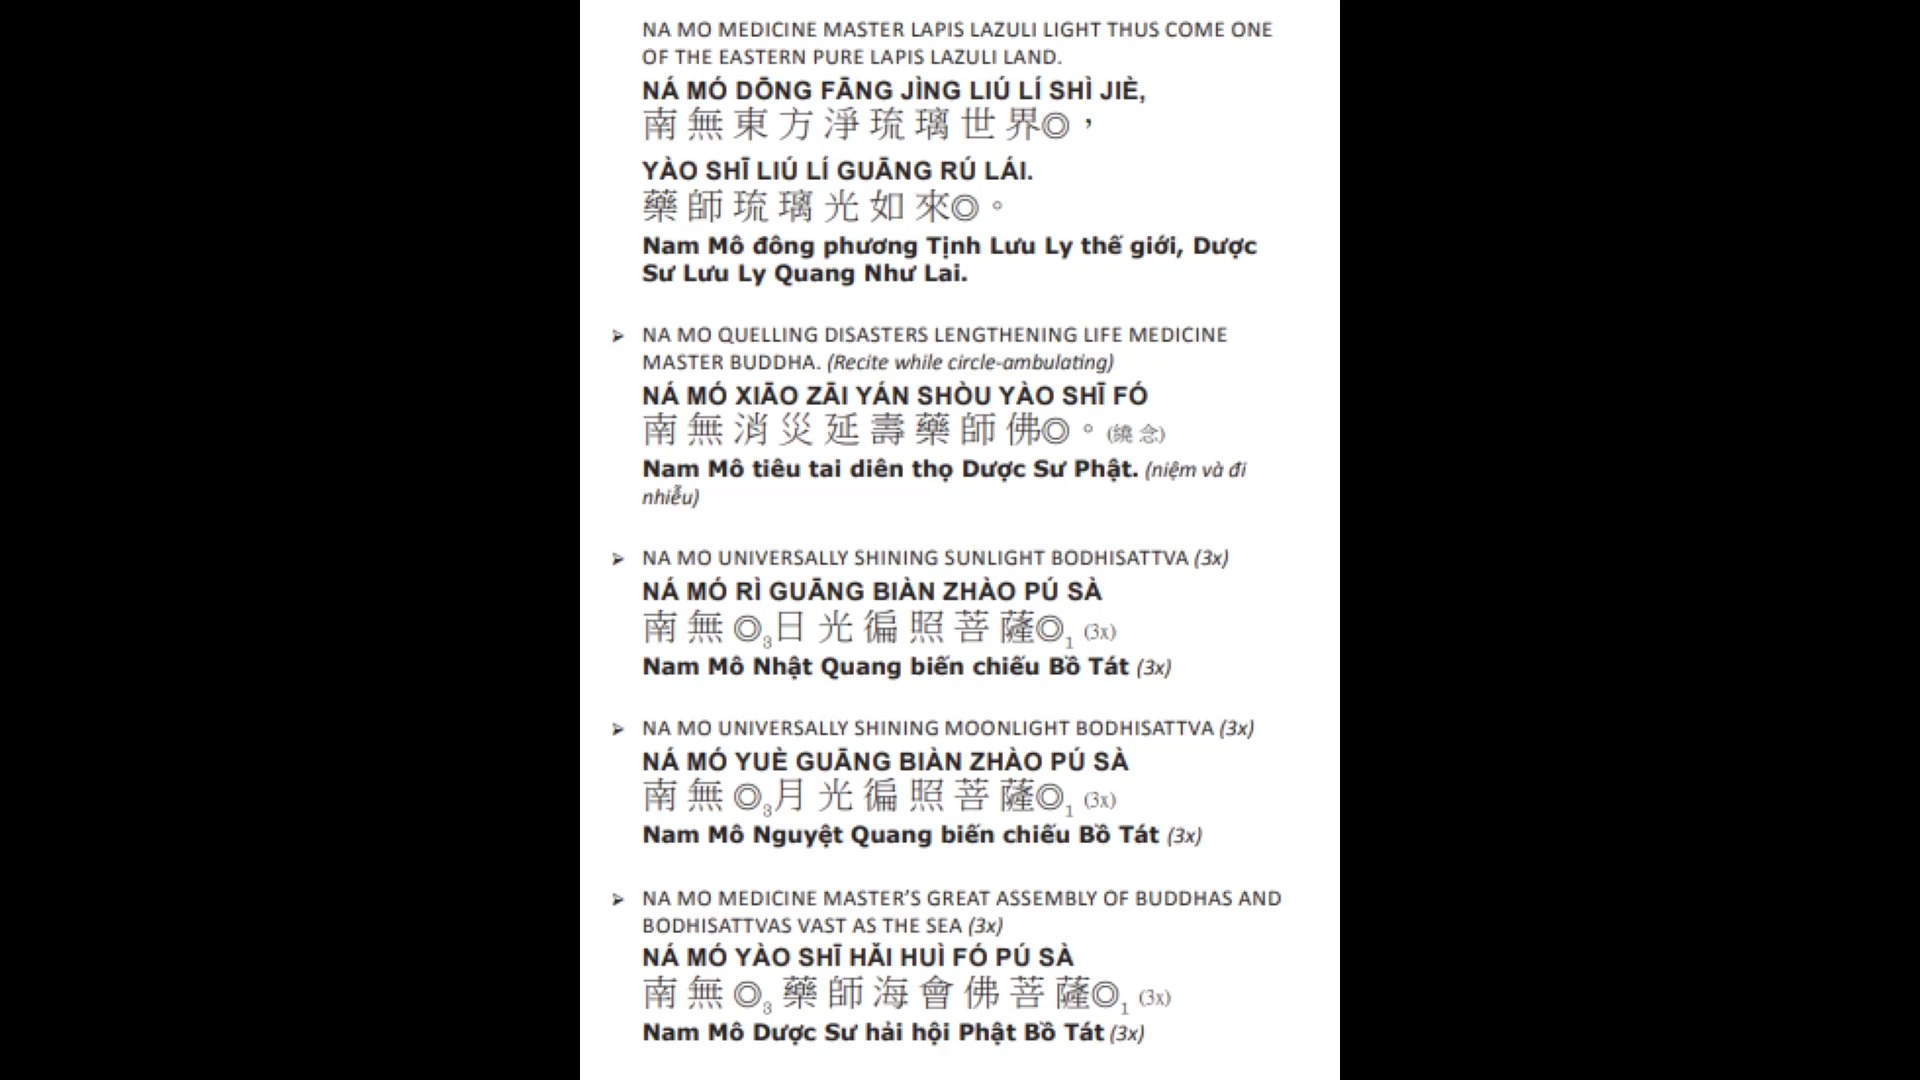 NA MO MEDICINE MASTER LAPIS LAZULI LIGHT THUS COME ONE
OF THE EASTERN PURE LAPIS LAZULI LAND.
NÁ MÓ DŌNG FĀNG JÌNG LIÚ LÍ SHÌ JIÈ,
南無東方淨琉璃世界◎，
YÀO SHĪ LIÚ LÍ GUĀNG RÚ LÁI.
藥師琉璃光如來◎。
Nam Mô đông phương Tịnh Lưu Ly thế giới, Dược
Sư Lưu Ly Quang Như Lai.
➢ NA MO QUELLING DISASTERS LENGTHENING LIFE MEDICINE
MASTER BUDDHA. (Recite while circle-ambulating)
NÁ MÓ XIĀO ZĀI YÁN SHÒU YÀO SHĪ FÓ
南無消災延壽藥師佛◎。(繞念)
Nam Mô tiêu tai diên thọ Dược Sư Phật. (niệm và đi
nhiễu)
➢ NA MO UNIVERSALLY SHINING SUNLIGHT BODHISATTVA (3x)
NÁ MÓ RÌ GUĀNG BIÀN ZHÀO PÚ SÀ
南無◎3日光徧照菩薩◎1 (3x)
Nam Mô Nhật Quang biến chiếu Bồ Tát (3x)
➢ NA MO UNIVERSALLY SHINING MOONLIGHT BODHISATTVA (3x)
NÁ MÓ YUÈ GUĀNG BIÀN ZHÀO PÚ SÀ
南無◎3月光徧照菩薩◎1 (3x)
Nam Mô Nguyệt Quang biến chiếu Bồ Tát (3x)
➢ NA MO MEDICINE MASTER’S GREAT ASSEMBLY OF BUDDHAS AND
BODHISATTVAS VAST AS THE SEA (3x)
NÁ MÓ YÀO SHĪ HǍI HUÌ FÓ PÚ SÀ
南無◎3藥師海會佛菩薩◎1 (3x)
Nam Mô Dược Sư hải hội Phật Bồ Tát (3x)